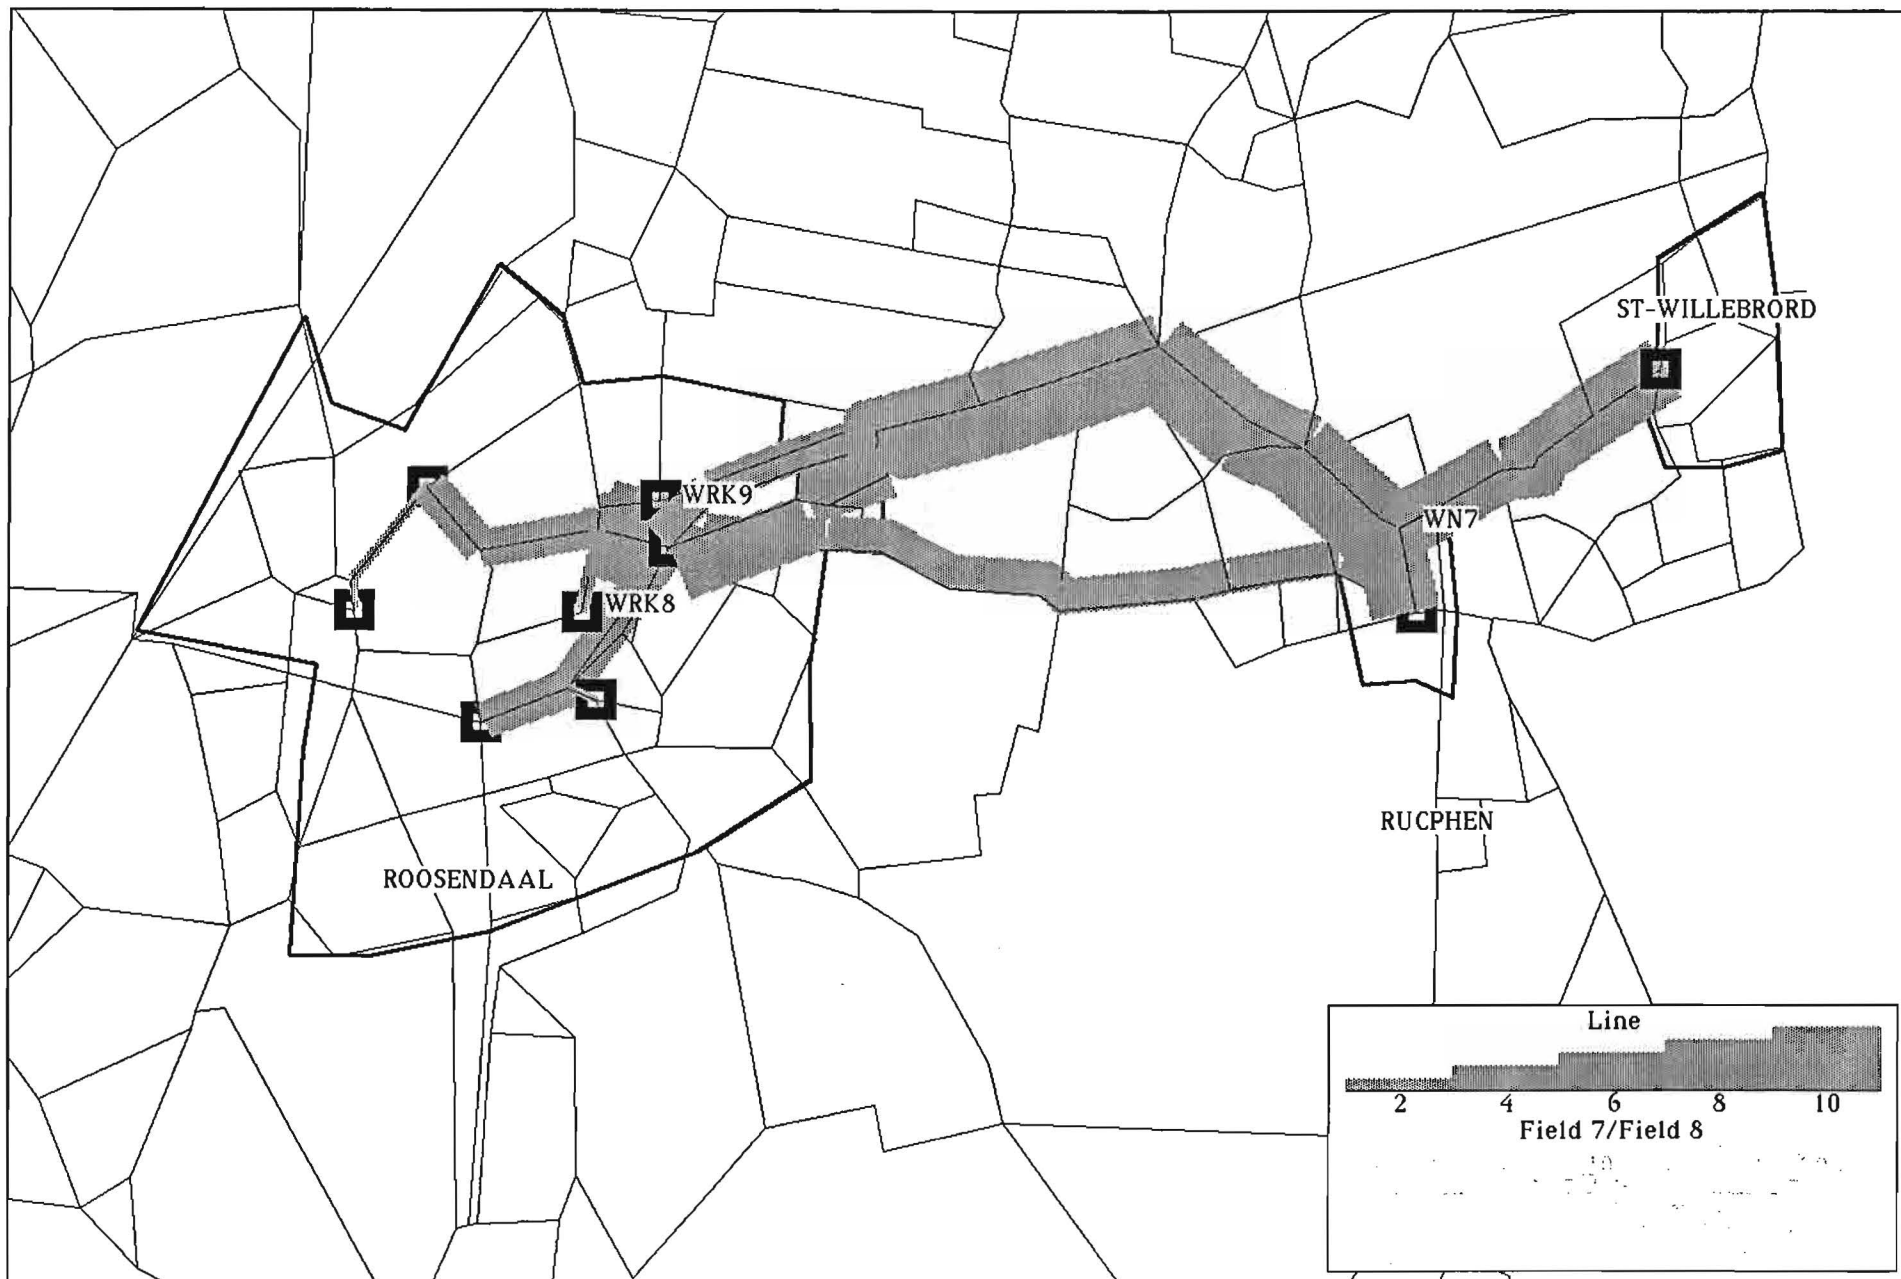 ST-WILLEBRORD
WRK9
WN7
WRK8
RUCPHEN
ROOSENDAAL
Line
2 4 6 8 10
Field 7/Field 8